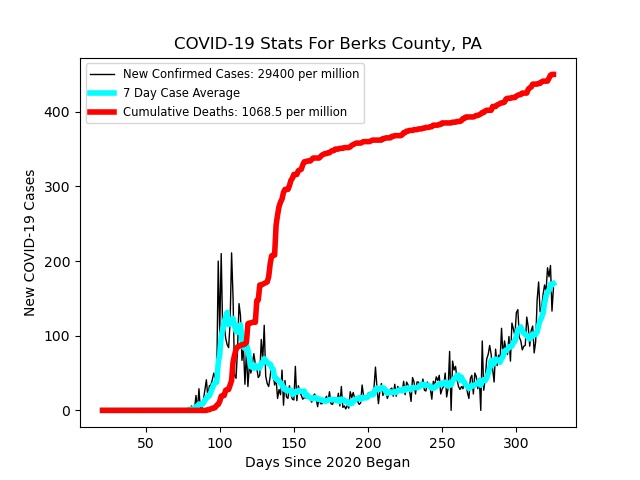 COVID-19 Stats For Berks County, PA
New Confirmed Cases: 29400 per million
7 Day Case Average
Cumulative Deaths: 1068.5 per million
New COVID-19 Cases
400
300
200
100
0
50 100 150 200 250 300
Days Since 2020 Began